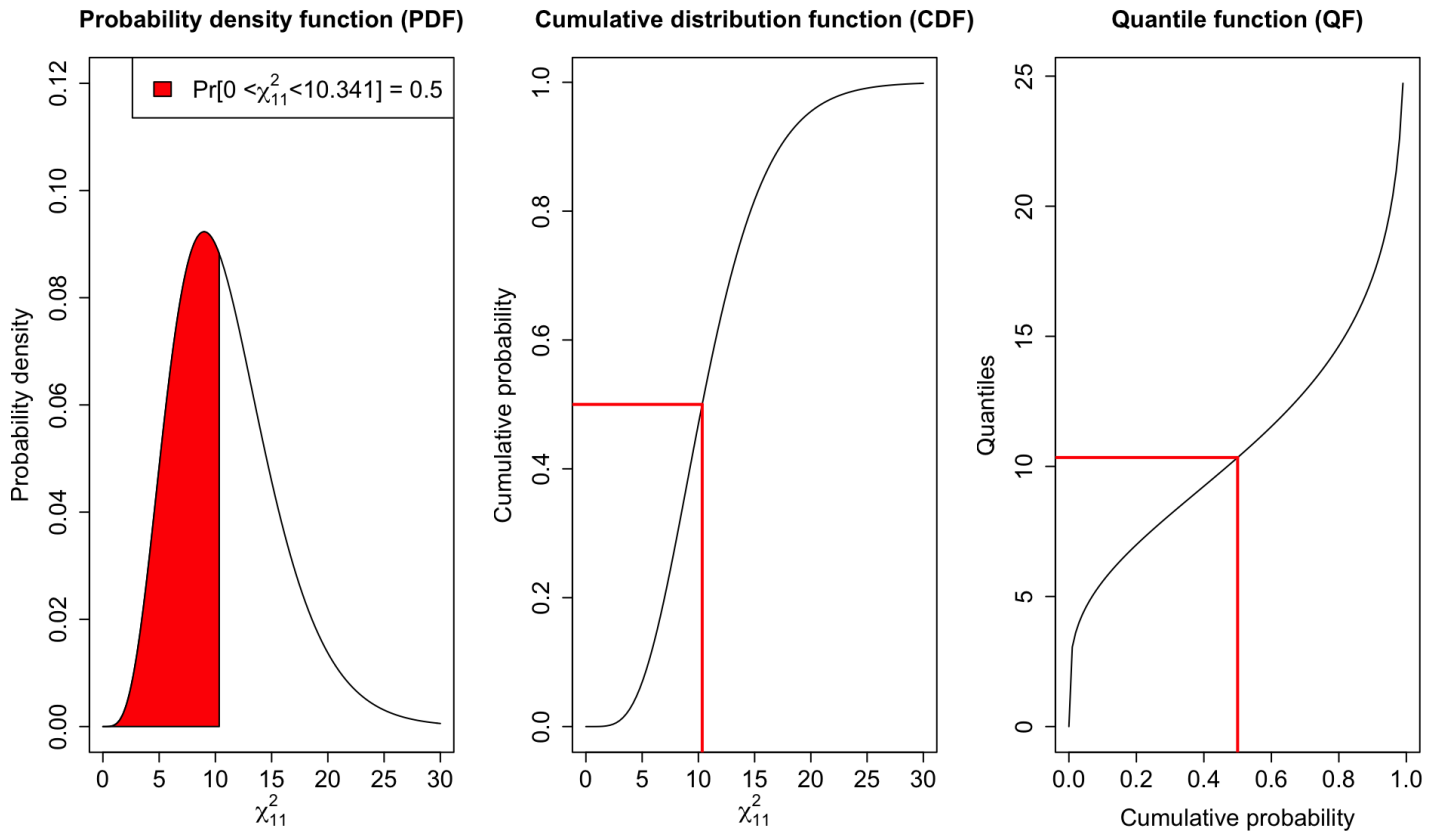 Probability density function (PDF)
Pr[0 <χ²₁₁<10.341] = 0.5
0.12
0.10
0.08
0.06
0.04
0.02
0.00
Probability density
0 5 10 15 20 25 30
χ²₁₁
Cumulative distribution function (CDF)
1.0
0.8
0.6
0.4
0.2
0.0
Cumulative probability
0 5 10 15 20 25 30
χ²₁₁
Quantile function (QF)
25
20
15
10
5
0
Quantiles
0.0 0.2 0.4 0.6 0.8 1.0
Cumulative probability